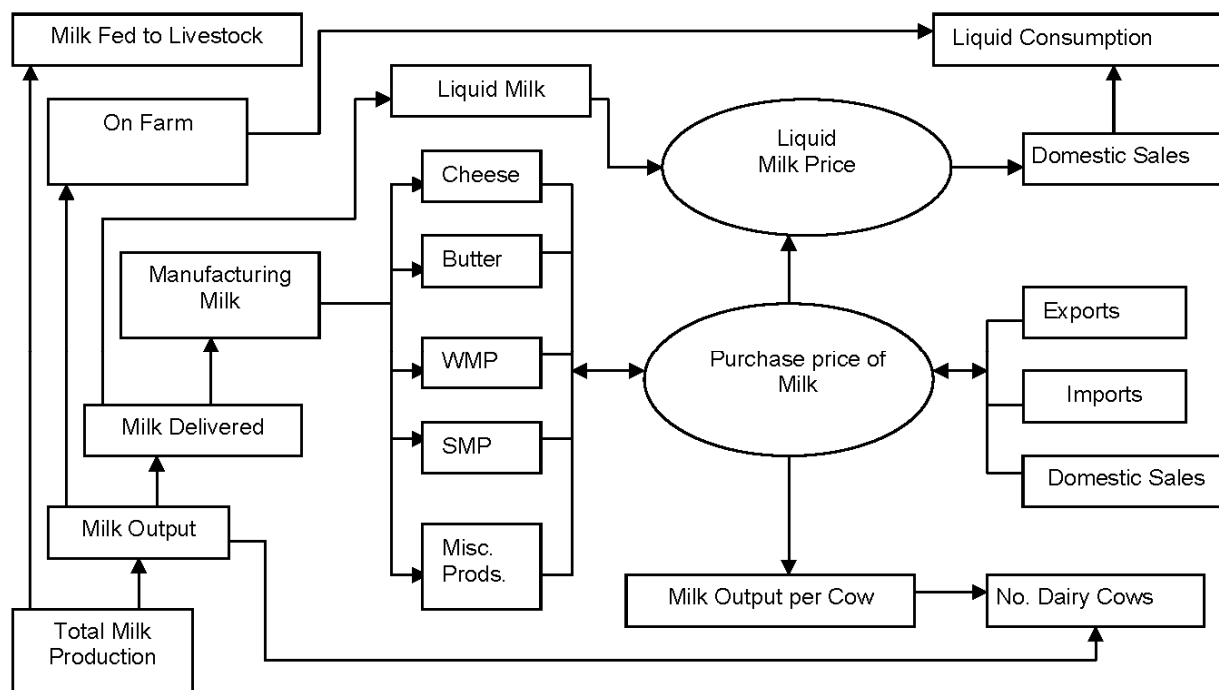 Milk Fed to Livestock
Liquid Consumption
On Farm
Liquid Milk
Liquid
Milk Price
Domestic Sales
Cheese
Butter
Manufacturing
Milk
WMP
SMP
Misc.
Prods.
Purchase price of
Milk
Exports
Imports
Domestic Sales
Milk Delivered
Milk Output
Total Milk
Production
Milk Output per Cow
No. Dairy Cows